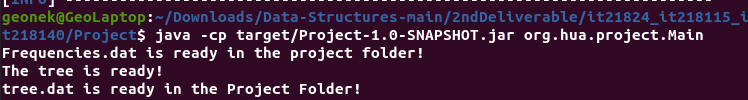 geonek@GeoLaptop:~/Downloads/Data-Structures-main/2ndDeliverable/it21824_it218115_i
t218140/Project$ java -cp target/Project-1.0-SNAPSHOT.jar org.hua.project.Main
Frequencies.dat is ready in the project folder!
The tree is ready!
tree.dat is ready in the Project Folder!